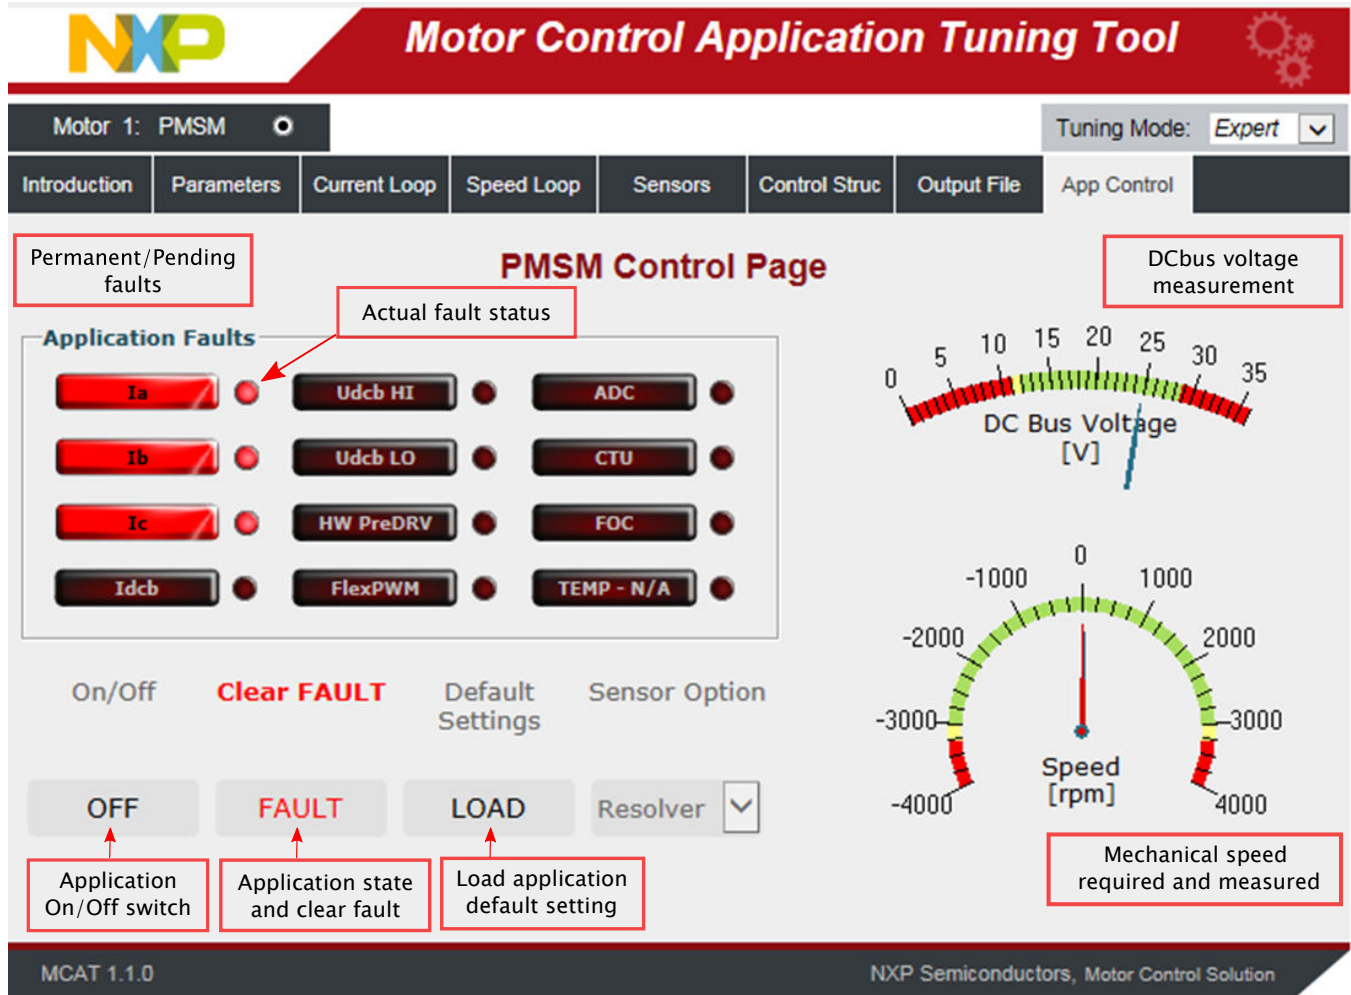 NXP
Motor Control Application Tuning Tool
Motor 1: PMSM
Tuning Mode: Expert
Introduction Parameters Current Loop Speed Loop Sensors Control Struc Output File App Control
Permanent/Pending
faults
PMSM Control Page
DCbus voltage
measurement
Actual fault status
Application Faults
Ia Udcb HI ADC
Ib Udcb LO CTU
Ic HW PreDRV FOC
Idcb FlexPWM TEMP - N/A
0 5 10 15 20 25 30 35
DC Bus Voltage
[V]
-4000 -3000 -2000 -1000 0 1000 2000 3000 4000
Speed
[rpm]
On/Off Clear FAULT Default Sensor Option
Settings
OFF FAULT LOAD Resolver
Application
On/Off switch
Application state
and clear fault
Load application
default setting
Mechanical speed
required and measured
MCAT 1.1.0
NXP Semiconductors, Motor Control Solution